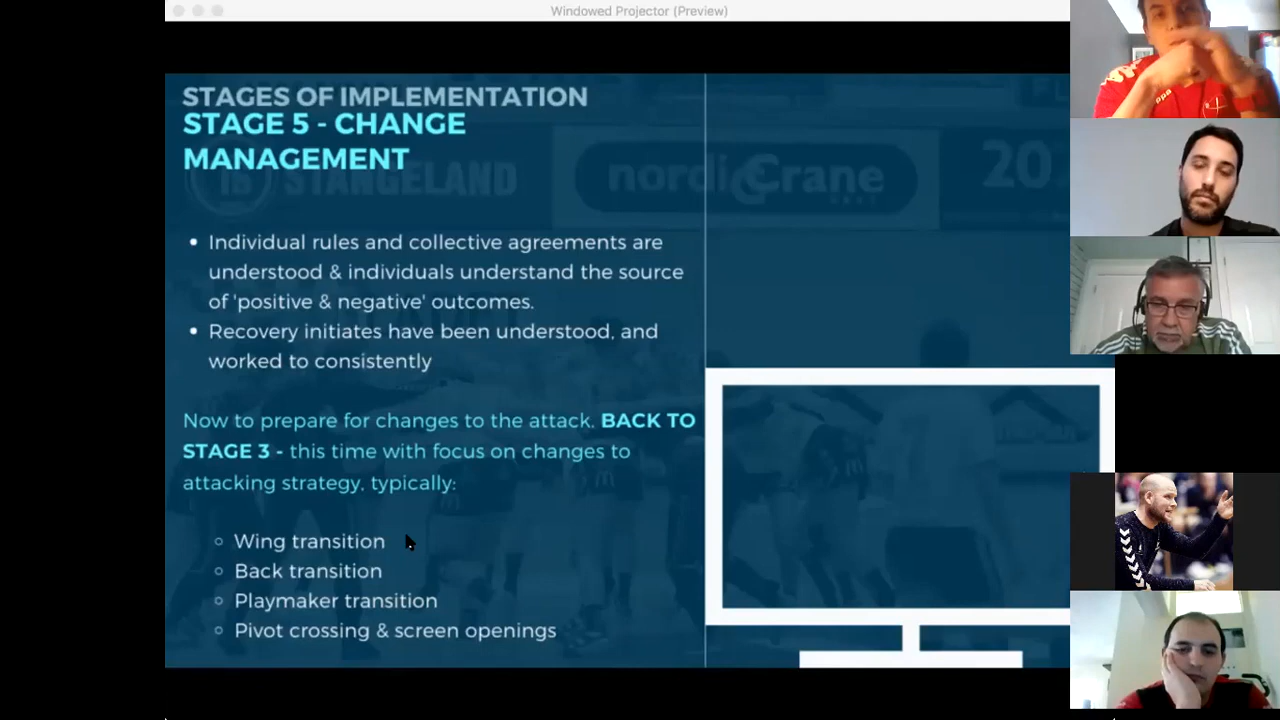 Windowed Projector (Preview)
STAGES OF IMPLEMENTATION
STAGE 5 - CHANGE
MANAGEMENT
STANGELAND
nordic Crane
202
• Individual rules and collective agreements are
understood & individuals understand the source
of 'positive & negative' outcomes.
• Recovery initiates have been understood, and
worked to consistently
Now to prepare for changes to the attack. BACK TO
STAGE 3 - this time with focus on changes to
attacking strategy, typically:
○ Wing transition
○ Back transition
○ Playmaker transition
○ Pivot crossing & screen openings